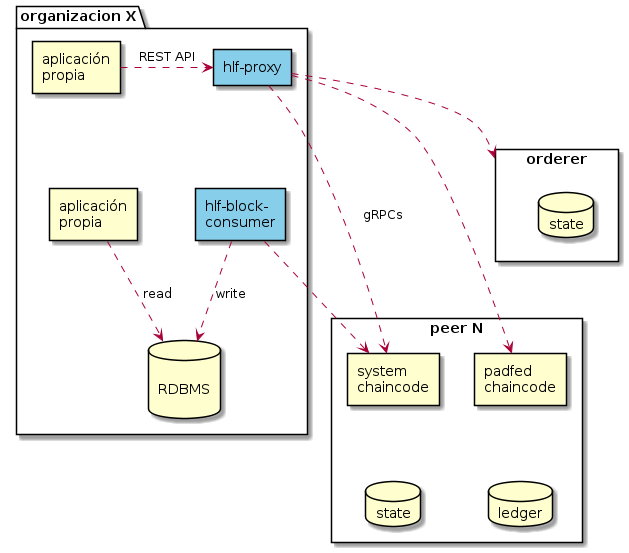 organizacion X
aplicación
propia
REST API
hlf-proxy
orderer
state
aplicación
propia
hlf-block-
consumer
gRPCs
read
write
RDBMS
peer N
system
chaincode
padfed
chaincode
state
ledger